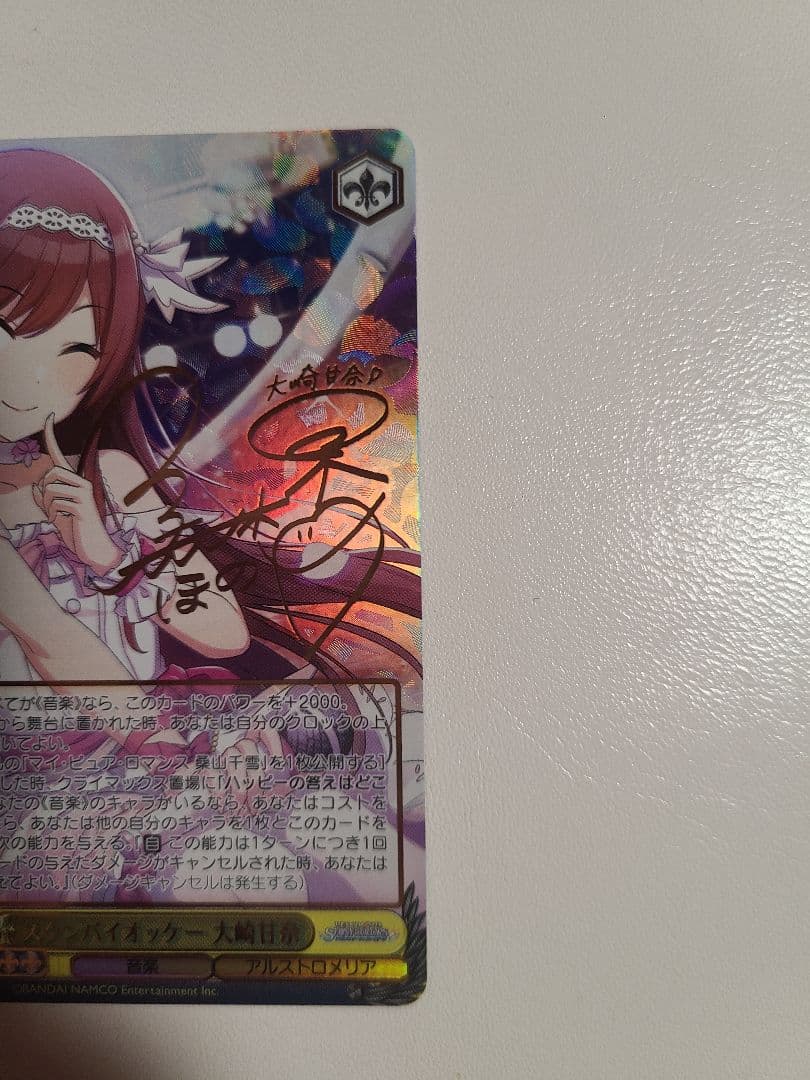 大崎甘奈
てが《音楽》なら、このカードのパワーを+2000。
から舞台に置かれた時、あなたは自分のクロックの上
いてよい。
の「マイ・ピュア・ロマンス 桑山千雪」を1枚公開する］
した時、クライマックス置場に「ハッピーの答えはどこ
なたの《音楽》のキャラがいるなら、あなたはコストを
ら、あなたは他の自分のキャラを1枚とこのカードを
次の能力を与える。『自 この能力は1ターンにつき1回
ードの与えたダメージがキャンセルされた時、あなたは
えてよい。』（ダメージキャンセルは発生する）
バイオッケー 大崎甘奈
音楽 アルストロメリア
©BANDAI NAMCO Entertainment Inc.